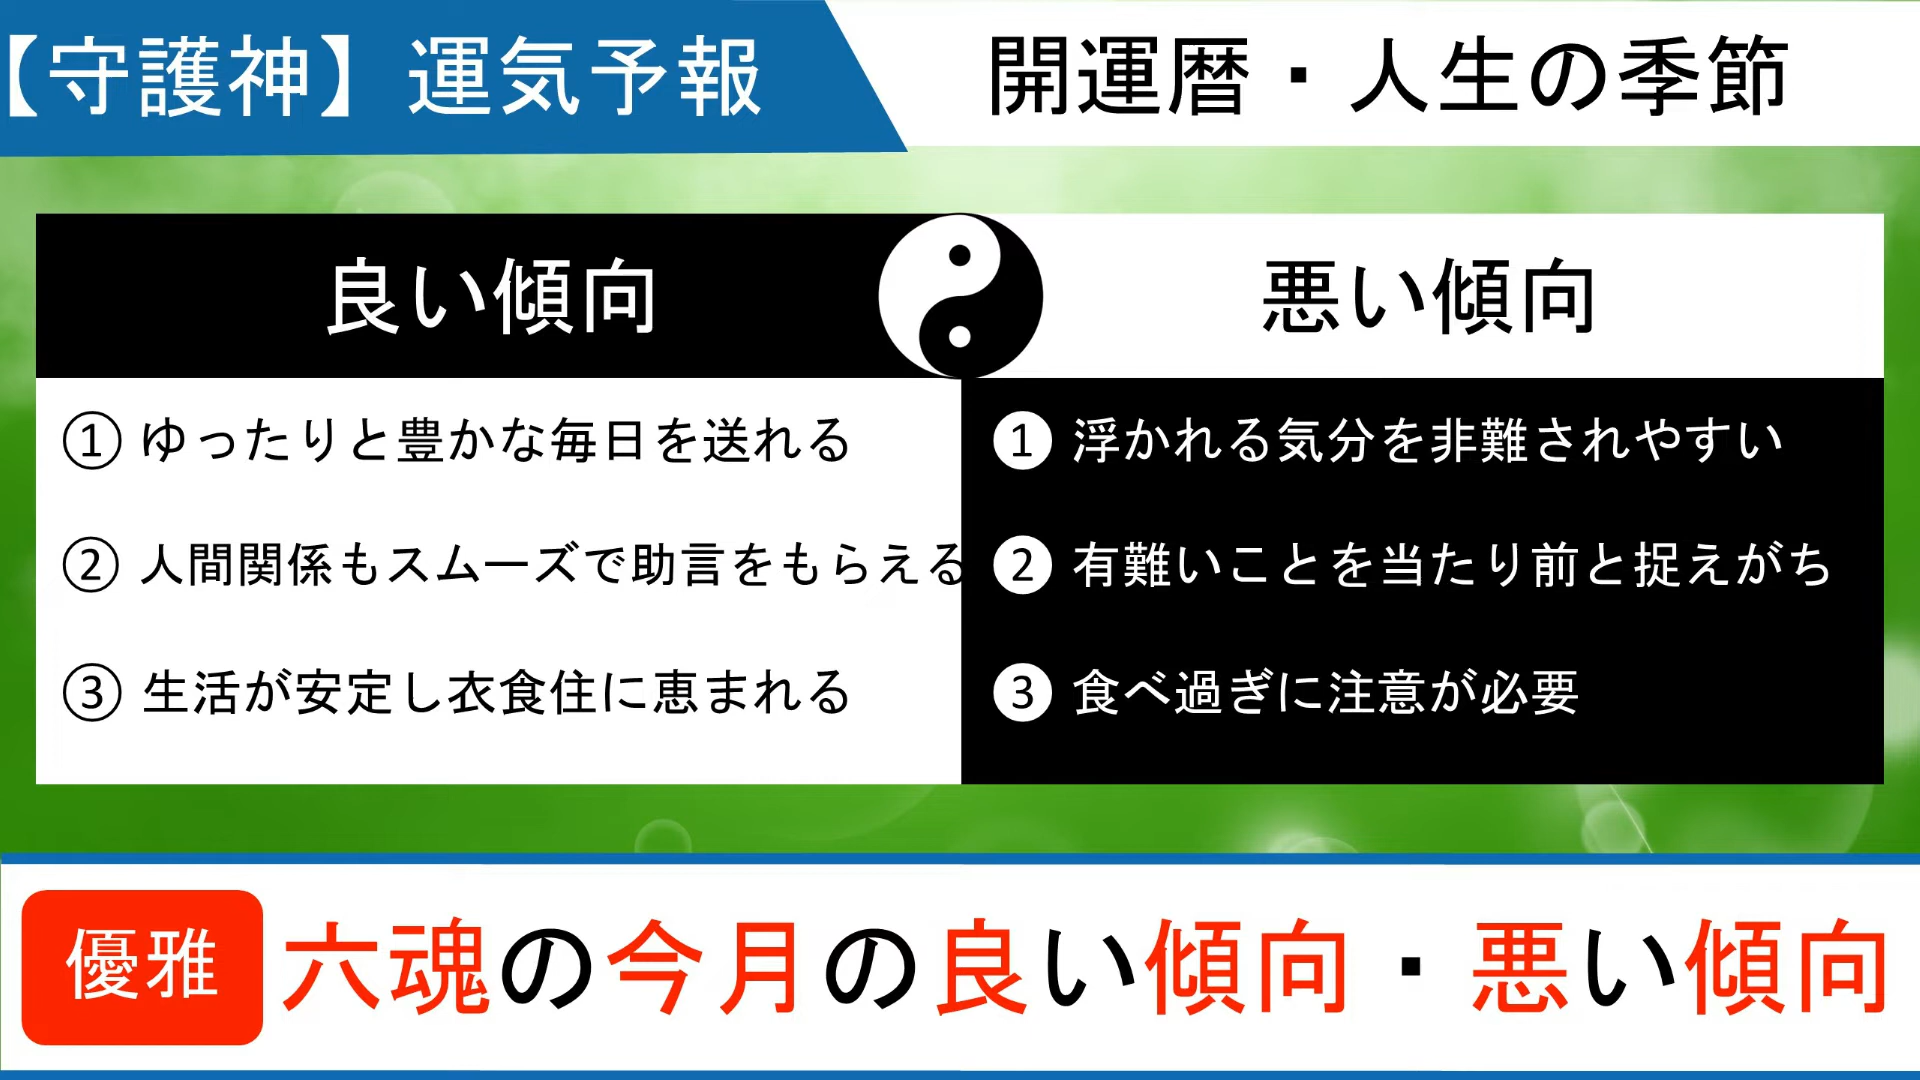 【守護神】運気予報
開運暦・人生の季節
良い傾向
悪い傾向
① ゆったりと豊かな毎日を送れる
② 人間関係もスムーズで助言をもらえる
③ 生活が安定し衣食住に恵まれる
❶ 浮かれる気分を非難されやすい
❷ 有難いことを当たり前と捉えがち
❸ 食べ過ぎに注意が必要
優雅
六魂の今月の良い傾向・悪い傾向